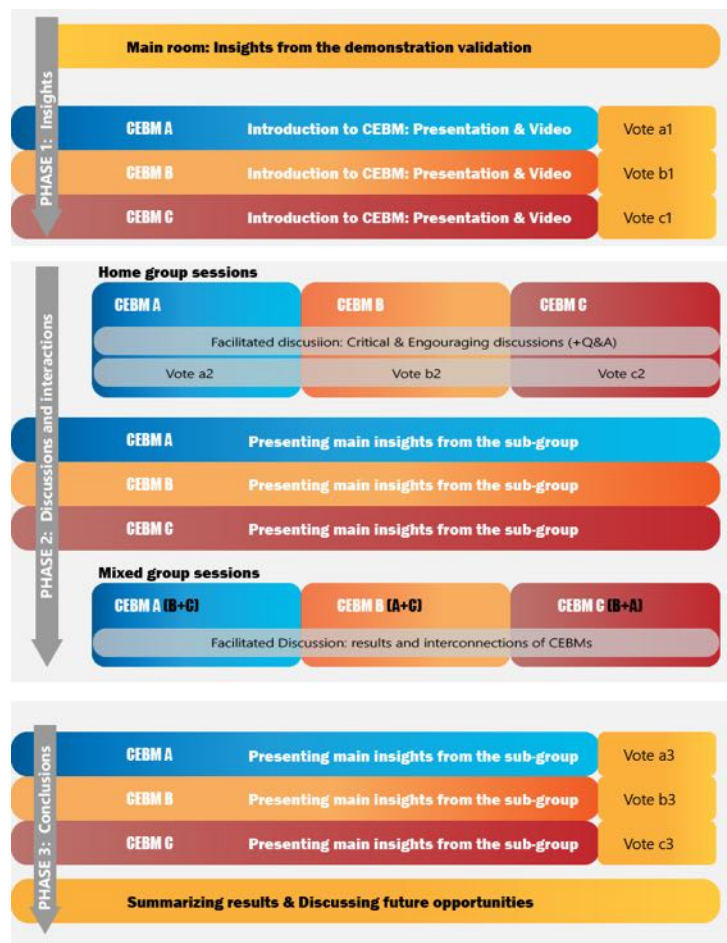 Main room: Insights from the demonstration validation
PHASE 1: Insights
CEBM A Introduction to CEBM: Presentation & Video Vote a1
CEBM B Introduction to CEBM: Presentation & Video Vote b1
CEBM C Introduction to CEBM: Presentation & Video Vote c1
PHASE 2: Discussions and interactions
Home group sessions
CEBM A CEBM B CEBM C
Facilitated discusiion: Critical & Engouraging discussions (+Q&A)
Vote a2 Vote b2 Vote c2
CEBM A Presenting main insights from the sub-group
CEBM B Presenting main insights from the sub-group
CEBM C Presenting main insights from the sub-group
Mixed group sessions
CEBM A (B+C) CEBM B (A+C) CEBM C (B+A)
Facilitated Discussion: results and interconnections of CEBMs
PHASE 3: Conclusions
CEBM A Presenting main insights from the sub-group Vote a3
CEBM B Presenting main insights from the sub-group Vote b3
CEBM C Presenting main insights from the sub-group Vote c3
Summarizing results & Discussing future opportunities